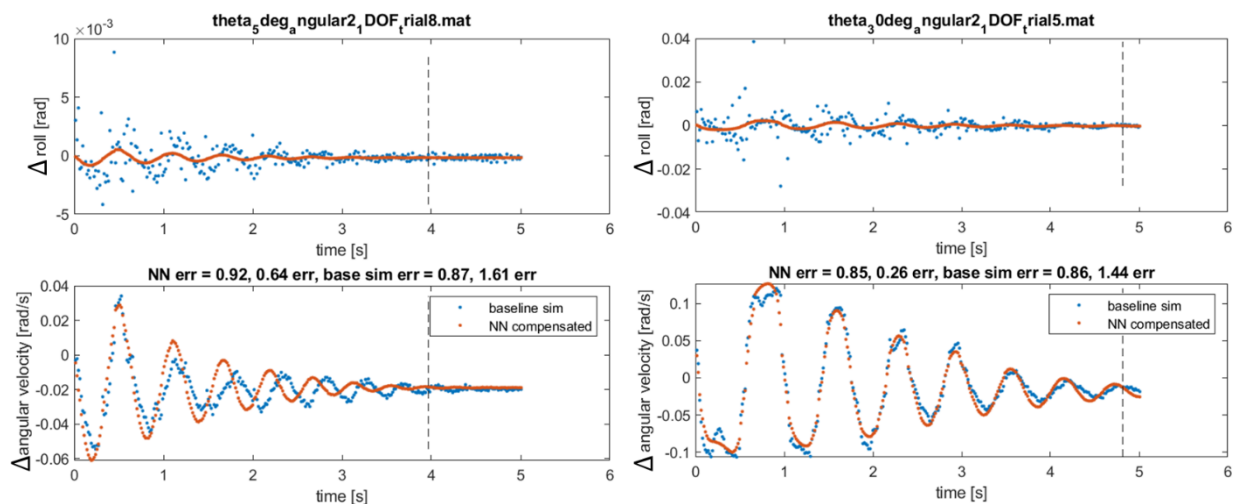 theta₅deg_angular2₁DOF_trial8.mat
×10⁻³
10
5
0
-5
Δ roll [rad]
0 1 2 3 4 5 6
time [s]
theta₃0deg_angular2₁DOF_trial5.mat
0.04
0.02
0
-0.02
-0.04
Δ roll [rad]
0 1 2 3 4 5 6
time [s]
NN err = 0.92, 0.64 err, base sim err = 0.87, 1.61 err
0.04
0.02
0
-0.02
-0.04
-0.06
Δangular velocity [rad/s]
baseline sim
NN compensated
0 1 2 3 4 5 6
time [s]
NN err = 0.85, 0.26 err, base sim err = 0.86, 1.44 err
0.1
0.05
0
-0.05
-0.1
Δ angular velocity [rad/s]
baseline sim
NN compensated
0 1 2 3 4 5 6
time [s]